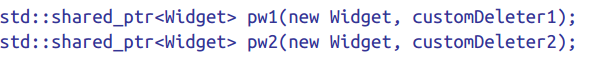 std::shared_ptr<Widget> pw1(new Widget, customDeleter1);
std::shared_ptr<Widget> pw2(new Widget, customDeleter2);